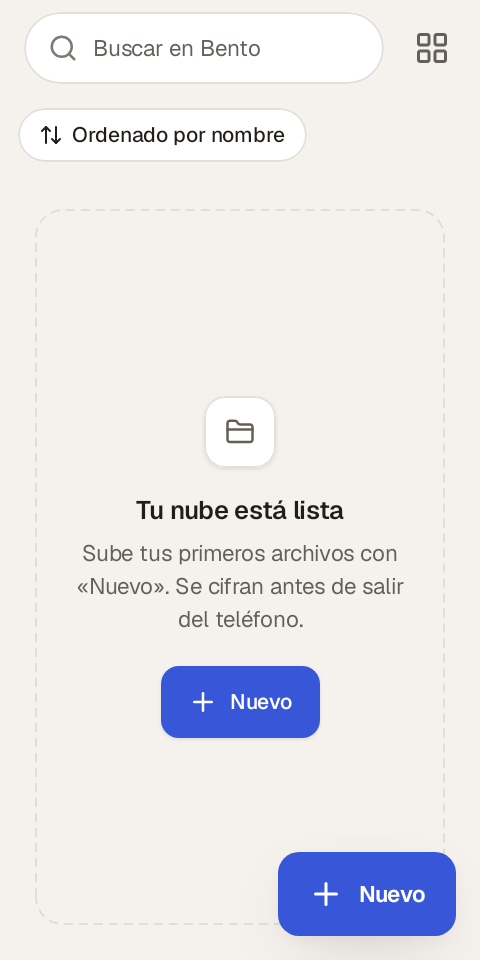 Buscar en Bento
Ordenado por nombre
Tu nube está lista
Sube tus primeros archivos con
«Nuevo». Se cifran antes de salir
del teléfono.
Nuevo
Nuevo